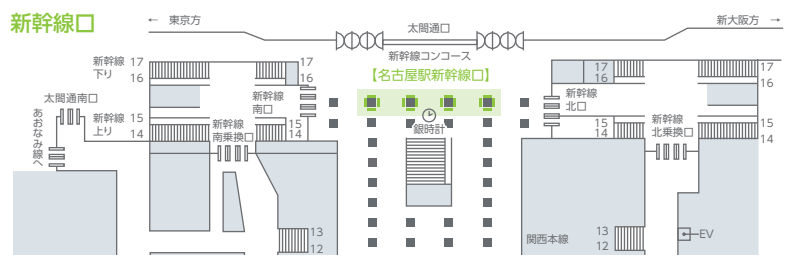 新幹線口
← 東京方
太閤通口
新大阪方 →
新幹線コンコース
【名古屋駅新幹線口】
新幹線
下り
17
16
17
16
新幹線
南口
太閤通南口
あおなみ線へ
新幹線
上り
15
14
15
14
新幹線
南乗換口
銀時計
新幹線
北口
17
16
17
16
15
14
新幹線
北乗換口
15
14
13
12
関西本線
13
12
EV